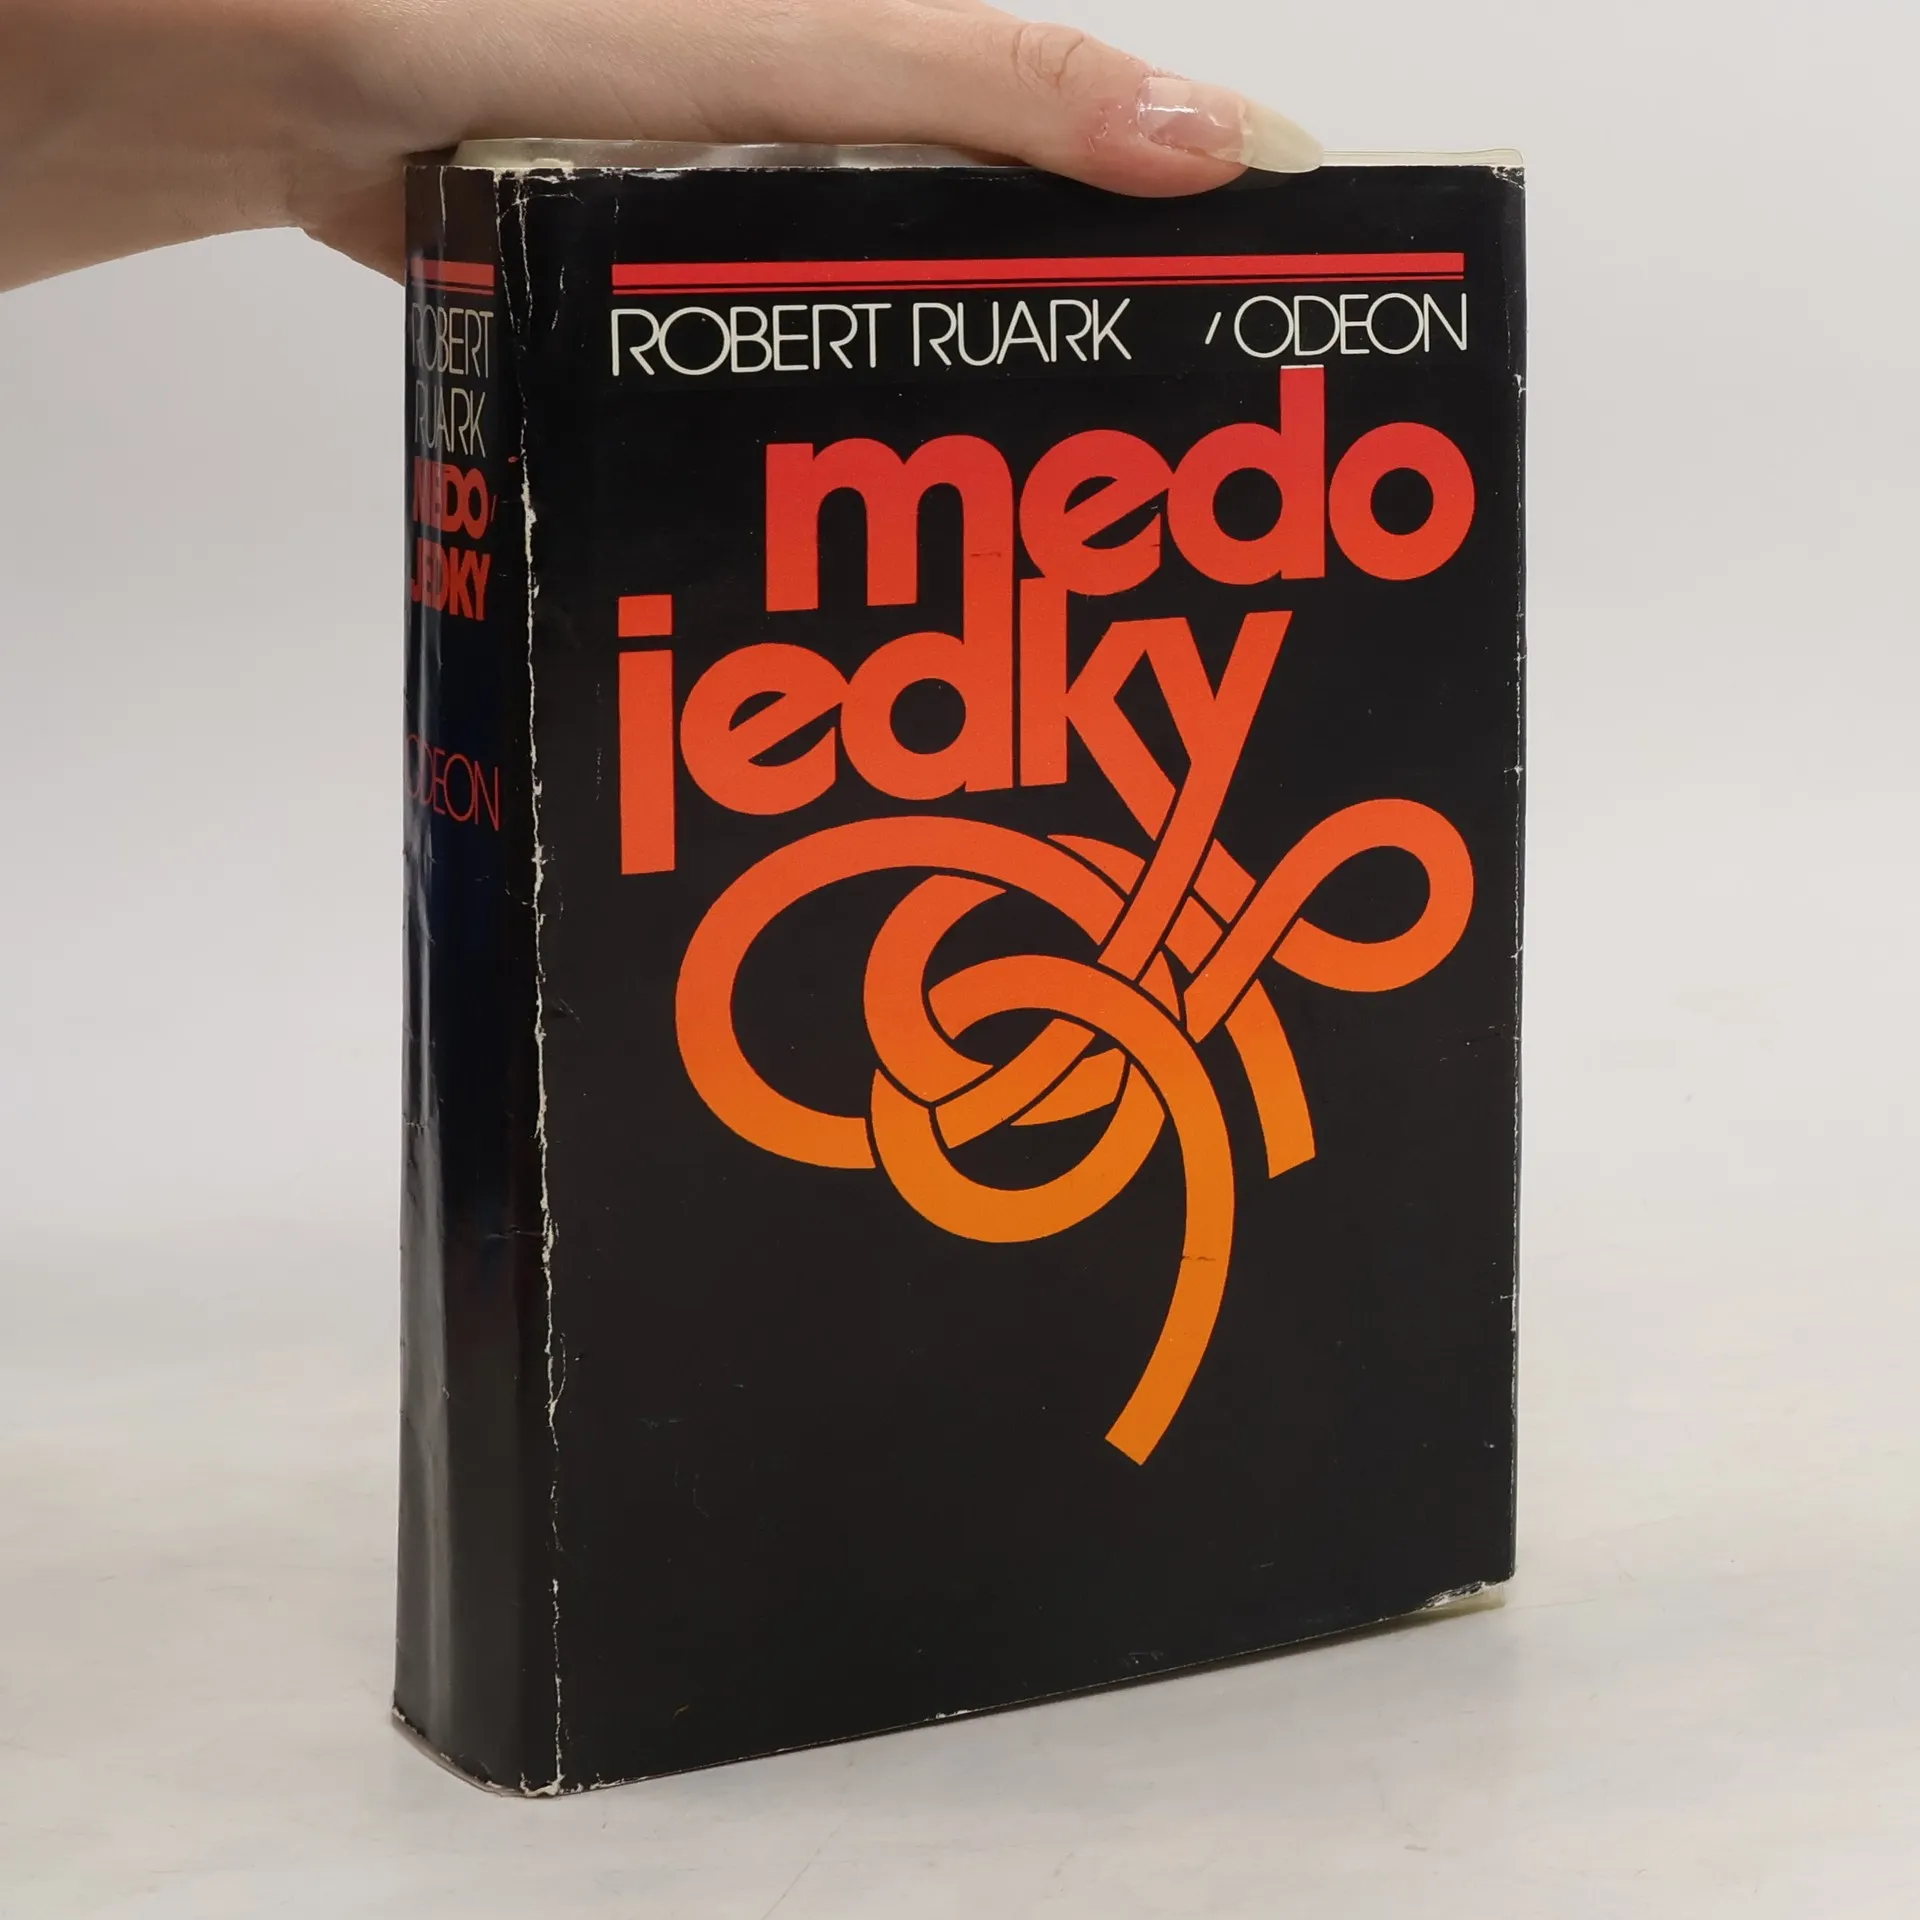 ROBERT RUARK / ODEON
medo
jedky
ROBERT
RUARK
MEDO/
JEDKY
ODEON